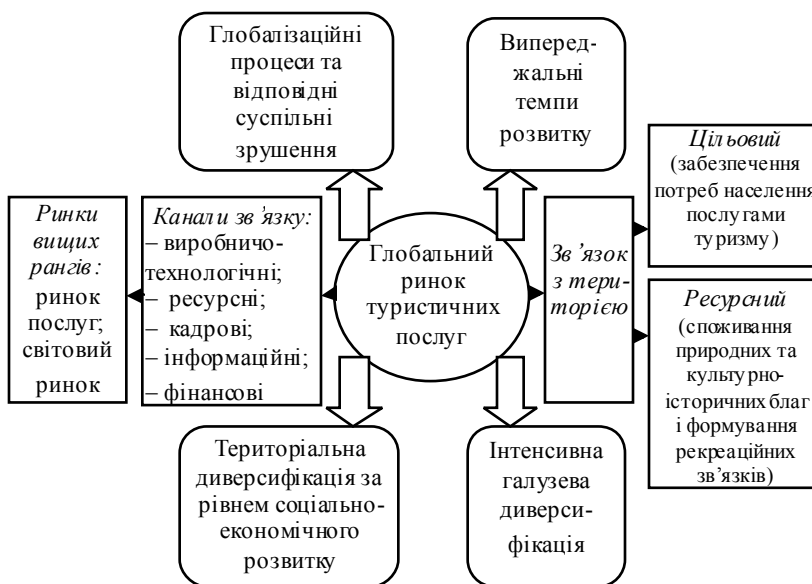 Глобалізаційні
процеси та
відповідні
суспільні
зрушення
Виперед-
жальні
темпи
розвитку
Ринки
вищих
рангів:
ринок
послуг;
світовий
ринок
Канали зв’язку:
– виробничо-
технологічні;
– ресурсні;
– кадрові;
– інформаційні;
– фінансові
Глобальний
ринок
туристичних
послуг
Зв’язок
з тери-
торією
Цільовий
(забезпечення
потреб населення
послугами
туризму)
Ресурсний
(споживання
природних та
культурно-
історичних благ
і формування
рекреаційних
зв’язків)
Територіальна
диверсифікація за
рівнем соціально-
економічного
розвитку
Інтенсивна
галузева
диверси-
фікація